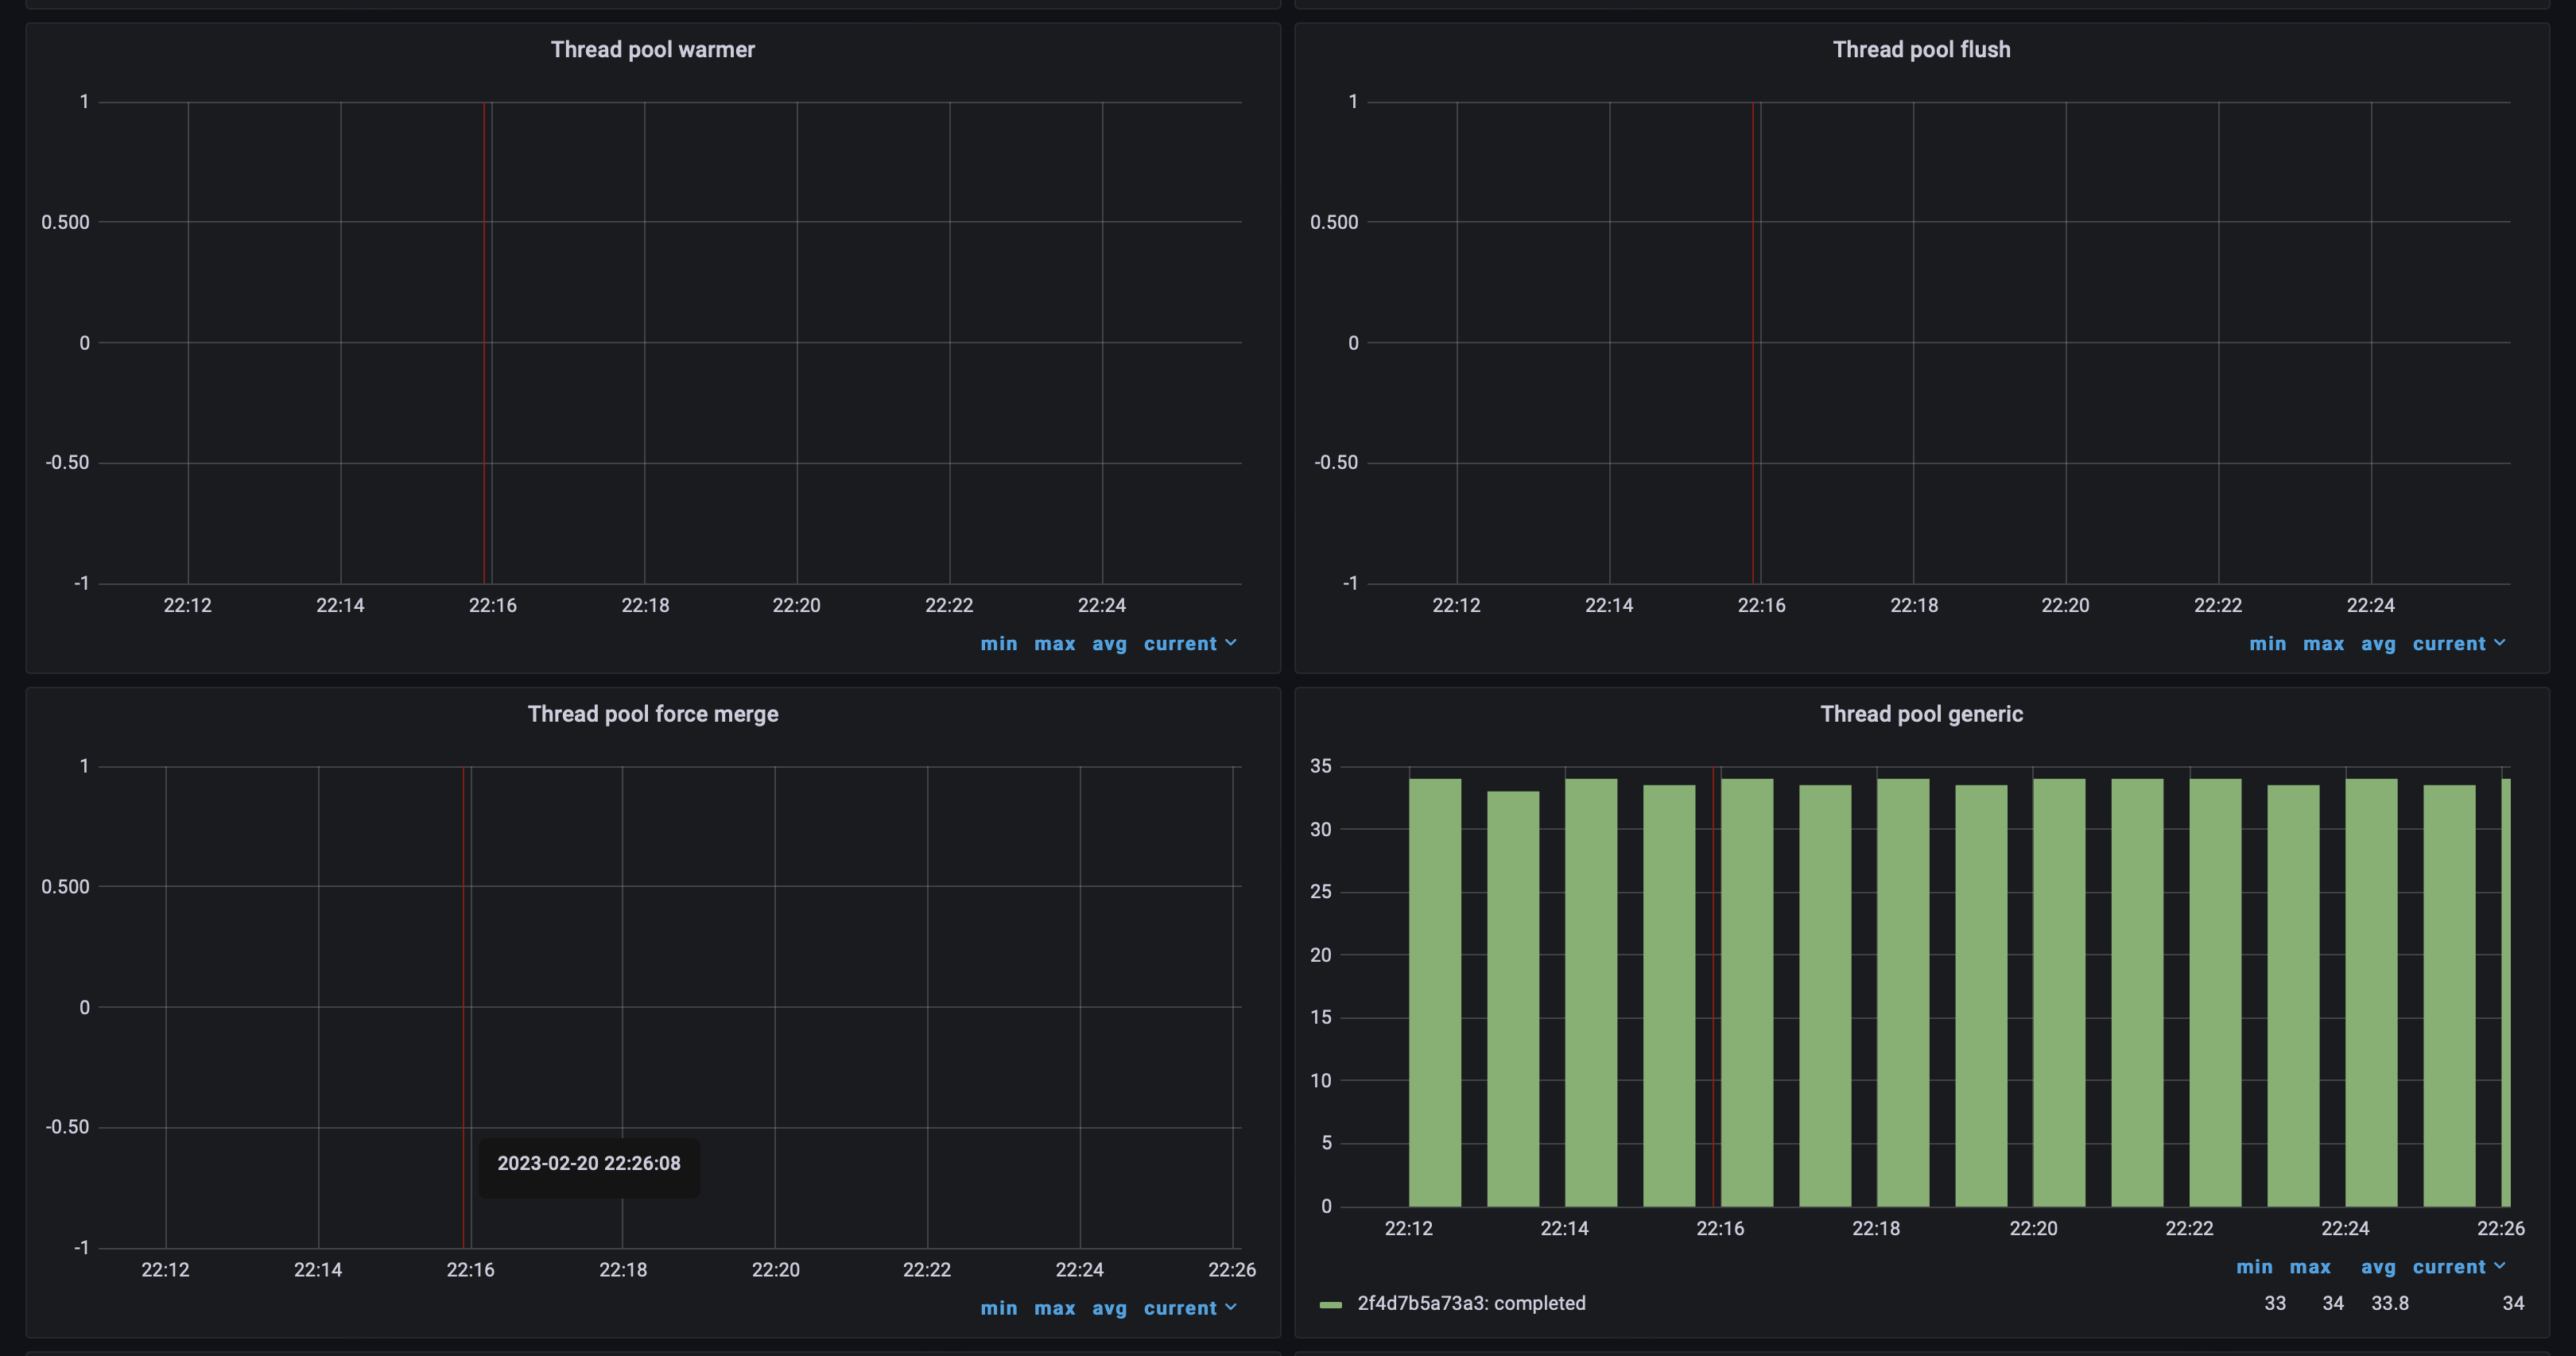 Thread pool warmer
1
0.500
0
-0.50
-1
22:12 22:14 22:16 22:18 22:20 22:22 22:24
min max avg current
Thread pool flush
1
0.500
0
-0.50
-1
22:12 22:14 22:16 22:18 22:20 22:22 22:24
min max avg current
Thread pool force merge
1
0.500
0
-0.50
2023-02-20 22:26:08
-1
22:12 22:14 22:16 22:18 22:20 22:22 22:24 22:26
min max avg current
Thread pool generic
35
30
25
20
15
10
5
0
22:12 22:14 22:16 22:18 22:20 22:22 22:24 22:26
min max avg current
2f4d7b5a73a3: completed 33 34 33.8 34